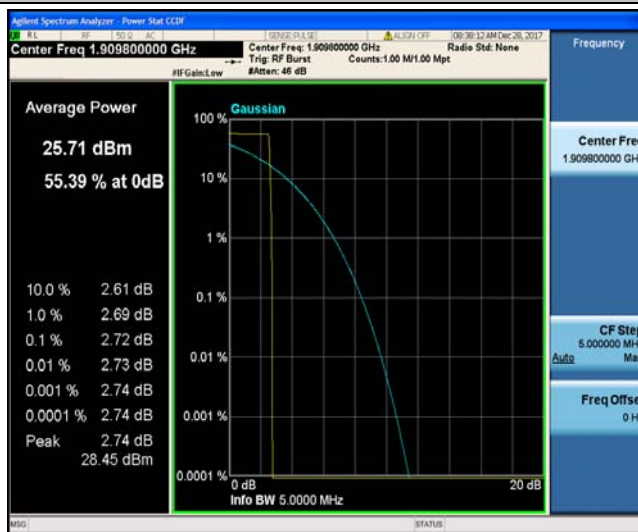 Agilent Spectrum Analyzer - Power Stat CCDF
RL RF 50 Ω AC SENSE:PULSE ALIGN OFF 08:38:12 AM Dec 28, 2017
Center Freq 1.909800000 GHz Center Freq: 1.909800000 GHz Radio Std: None Frequency
Trig: RF Burst Counts:1.00 M/1.00 Mpt
#IFGain:Low #Atten: 46 dB
Average Power
Gaussian
100 %
25.71 dBm
55.39 % at 0dB
Center Fre
1.909800000 GH
10 %
1 %
10.0 % 2.61 dB
1.0 % 2.69 dB
0.1 % 2.72 dB
0.01 % 2.73 dB
0.001 % 2.74 dB
0.0001 % 2.74 dB
Peak 2.74 dB
28.45 dBm
0.1 %
0.01 %
0.001 %
0.0001 %
0 dB 20 dB
Info BW 5.0000 MHz
CF Ste
5.000000 MH
Auto Ma
Freq Offse
0 H
MSG STATUS